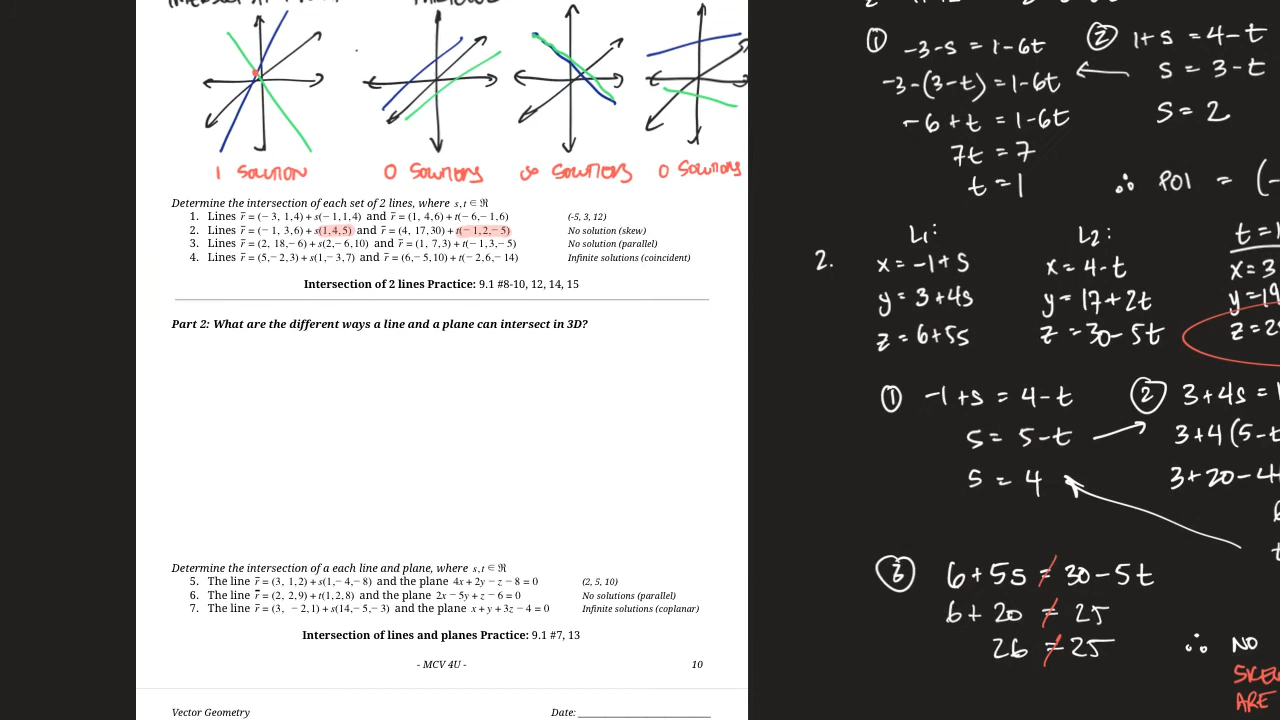 1 SOLUTION 0 SOLUTIONS ∞ SOLUTIONS 0 SOLUTIONS
Determine the intersection of each set of 2 lines, where s,t ∈ ℜ
1. Lines r̅ = (− 3, 1,4) + s(− 1,1,4) and r̅ = (1, 4,6) + t(− 6,− 1,6) (-5, 3, 12)
2. Lines r̅ = (− 1, 3,6) + s(1,4,5) and r̅ = (4, 17,30) + t(− 1,2,− 5) No solution (skew)
3. Lines r̅ = (2, 18,− 6) + s(2,− 6,10) and r̅ = (1, 7,3) + t(− 1,3,− 5) No solution (parallel)
4. Lines r̅ = (5,− 2,3) + s(1,− 3,7) and r̅ = (6,− 5,10) + t(− 2,6,− 14) Infinite solutions (coincident)
Intersection of 2 lines Practice: 9.1 #8-10, 12, 14, 15
Part 2: What are the different ways a line and a plane can intersect in 3D?
Determine the intersection of a each line and plane, where s,t ∈ ℜ
5. The line r̅ = (3, 1,2) + s(1,− 4,− 8) and the plane 4x + 2y − z − 8 = 0 (2, 5, 10)
6. The line r̅ = (2, 2,9) + t(1,2,8) and the plane 2x − 5y + z − 6 = 0 No solutions (parallel)
7. The line r̅ = (3, − 2,1) + s(14,− 5,− 3) and the plane x + y + 3z − 4 = 0 Infinite solutions (coplanar)
Intersection of lines and planes Practice: 9.1 #7, 13
- MCV 4U - 10
Vector Geometry Date: ____________________
① -3-s = 1-6t ② 1+s = 4-t
-3-(3-t) = 1-6t s = 3-t
-6+t = 1-6t s = 2
7t = 7
t = 1 ∴ POI = (-
L1: L2: t = 1
2. x = -1+s x = 4-t x = 3
y = 3+4s y = 17+2t y = 19
z = 6+5s z = 30-5t z = 2
① -1+s = 4-t ② 3+4s = 1
s = 5-t 3+4(5-t
s = 4 3+20-4
t
③ 6+5s ≠ 30-5t
6+20 ≠ 25
26 ≠ 25 ∴ NO
SKEW
ARE